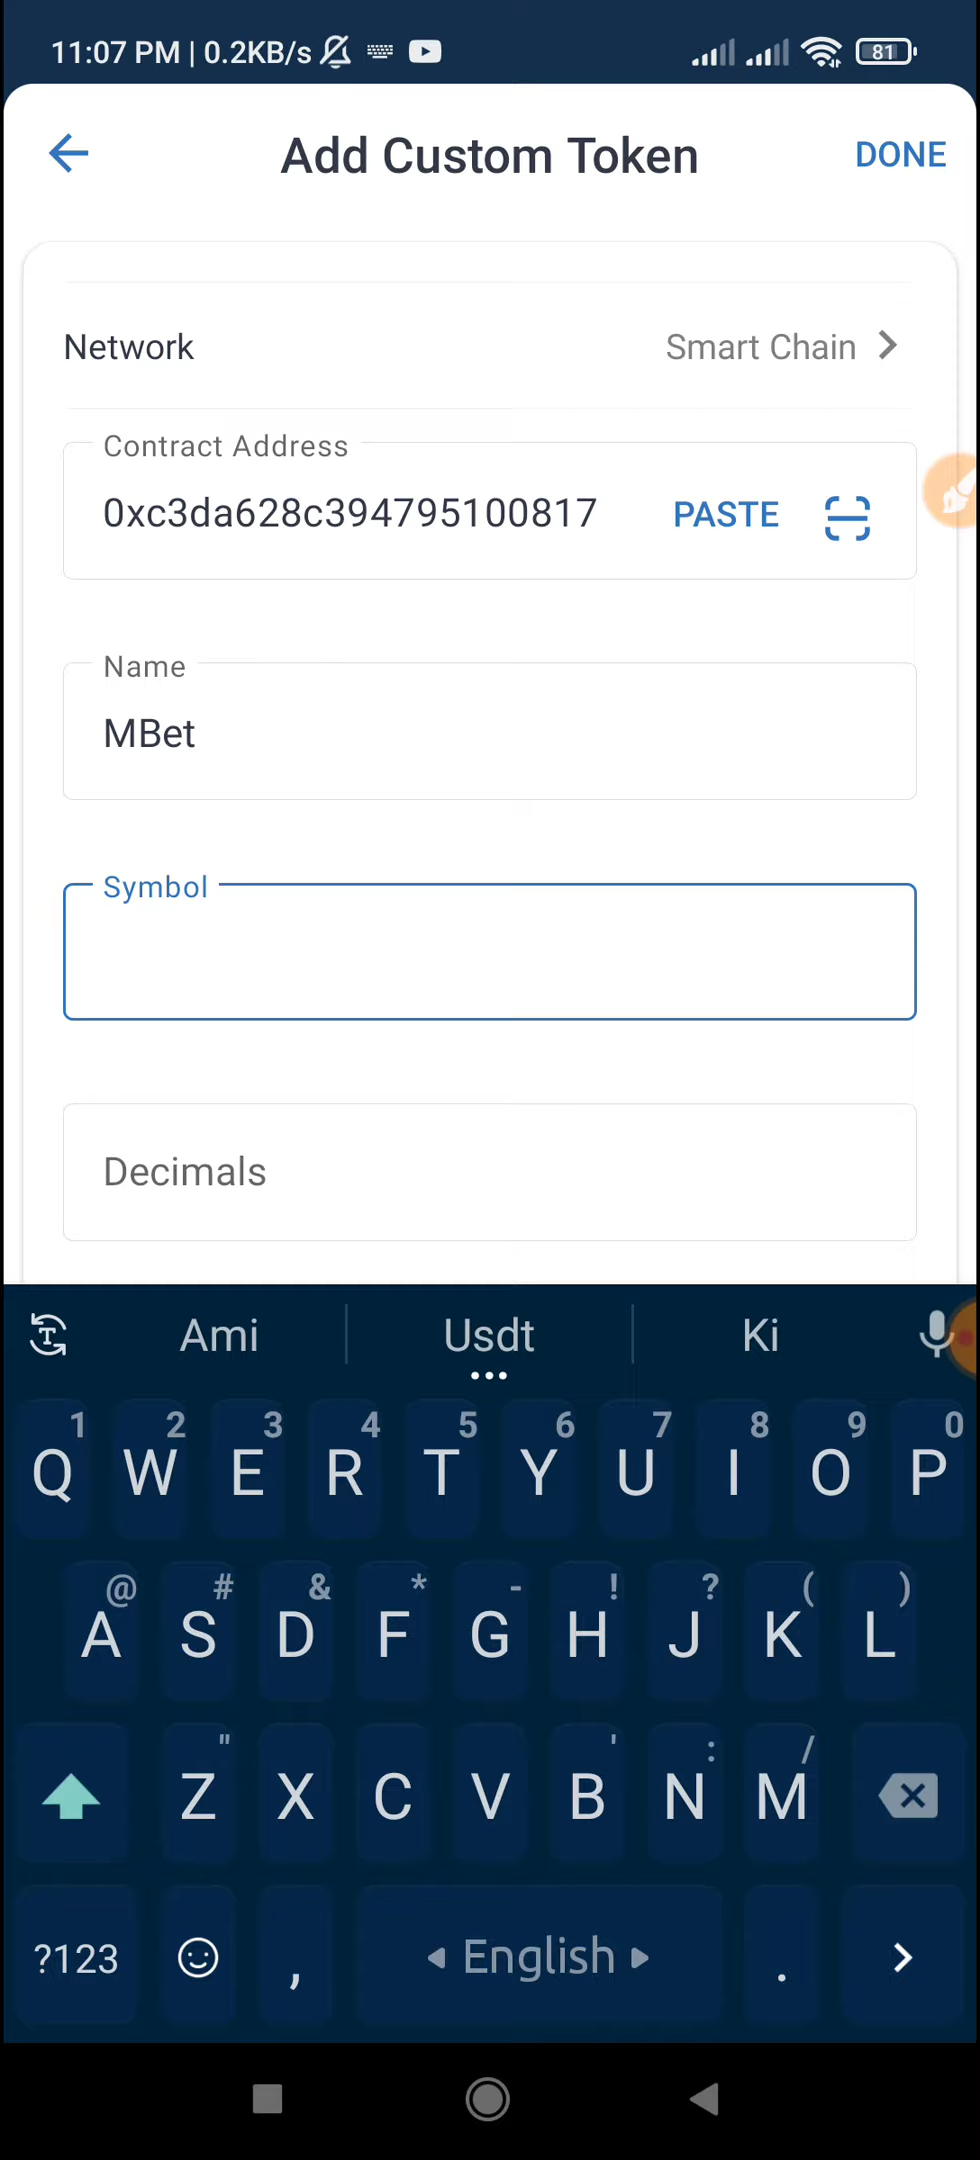 11:07 PM | 0.2KB/s 81
Add Custom Token DONE
Network Smart Chain
Contract Address
0xc3da628c394795100817 PASTE
Name
MBet
Symbol
Decimals
Ami Usdt Ki
1 2 3 4 5 6 7 8 9 0
Q W E R T Y U I O P
@ # & * - ! ? ( )
A S D F G H J K L
" ' : /
Z X C V B N M
?123 , English .